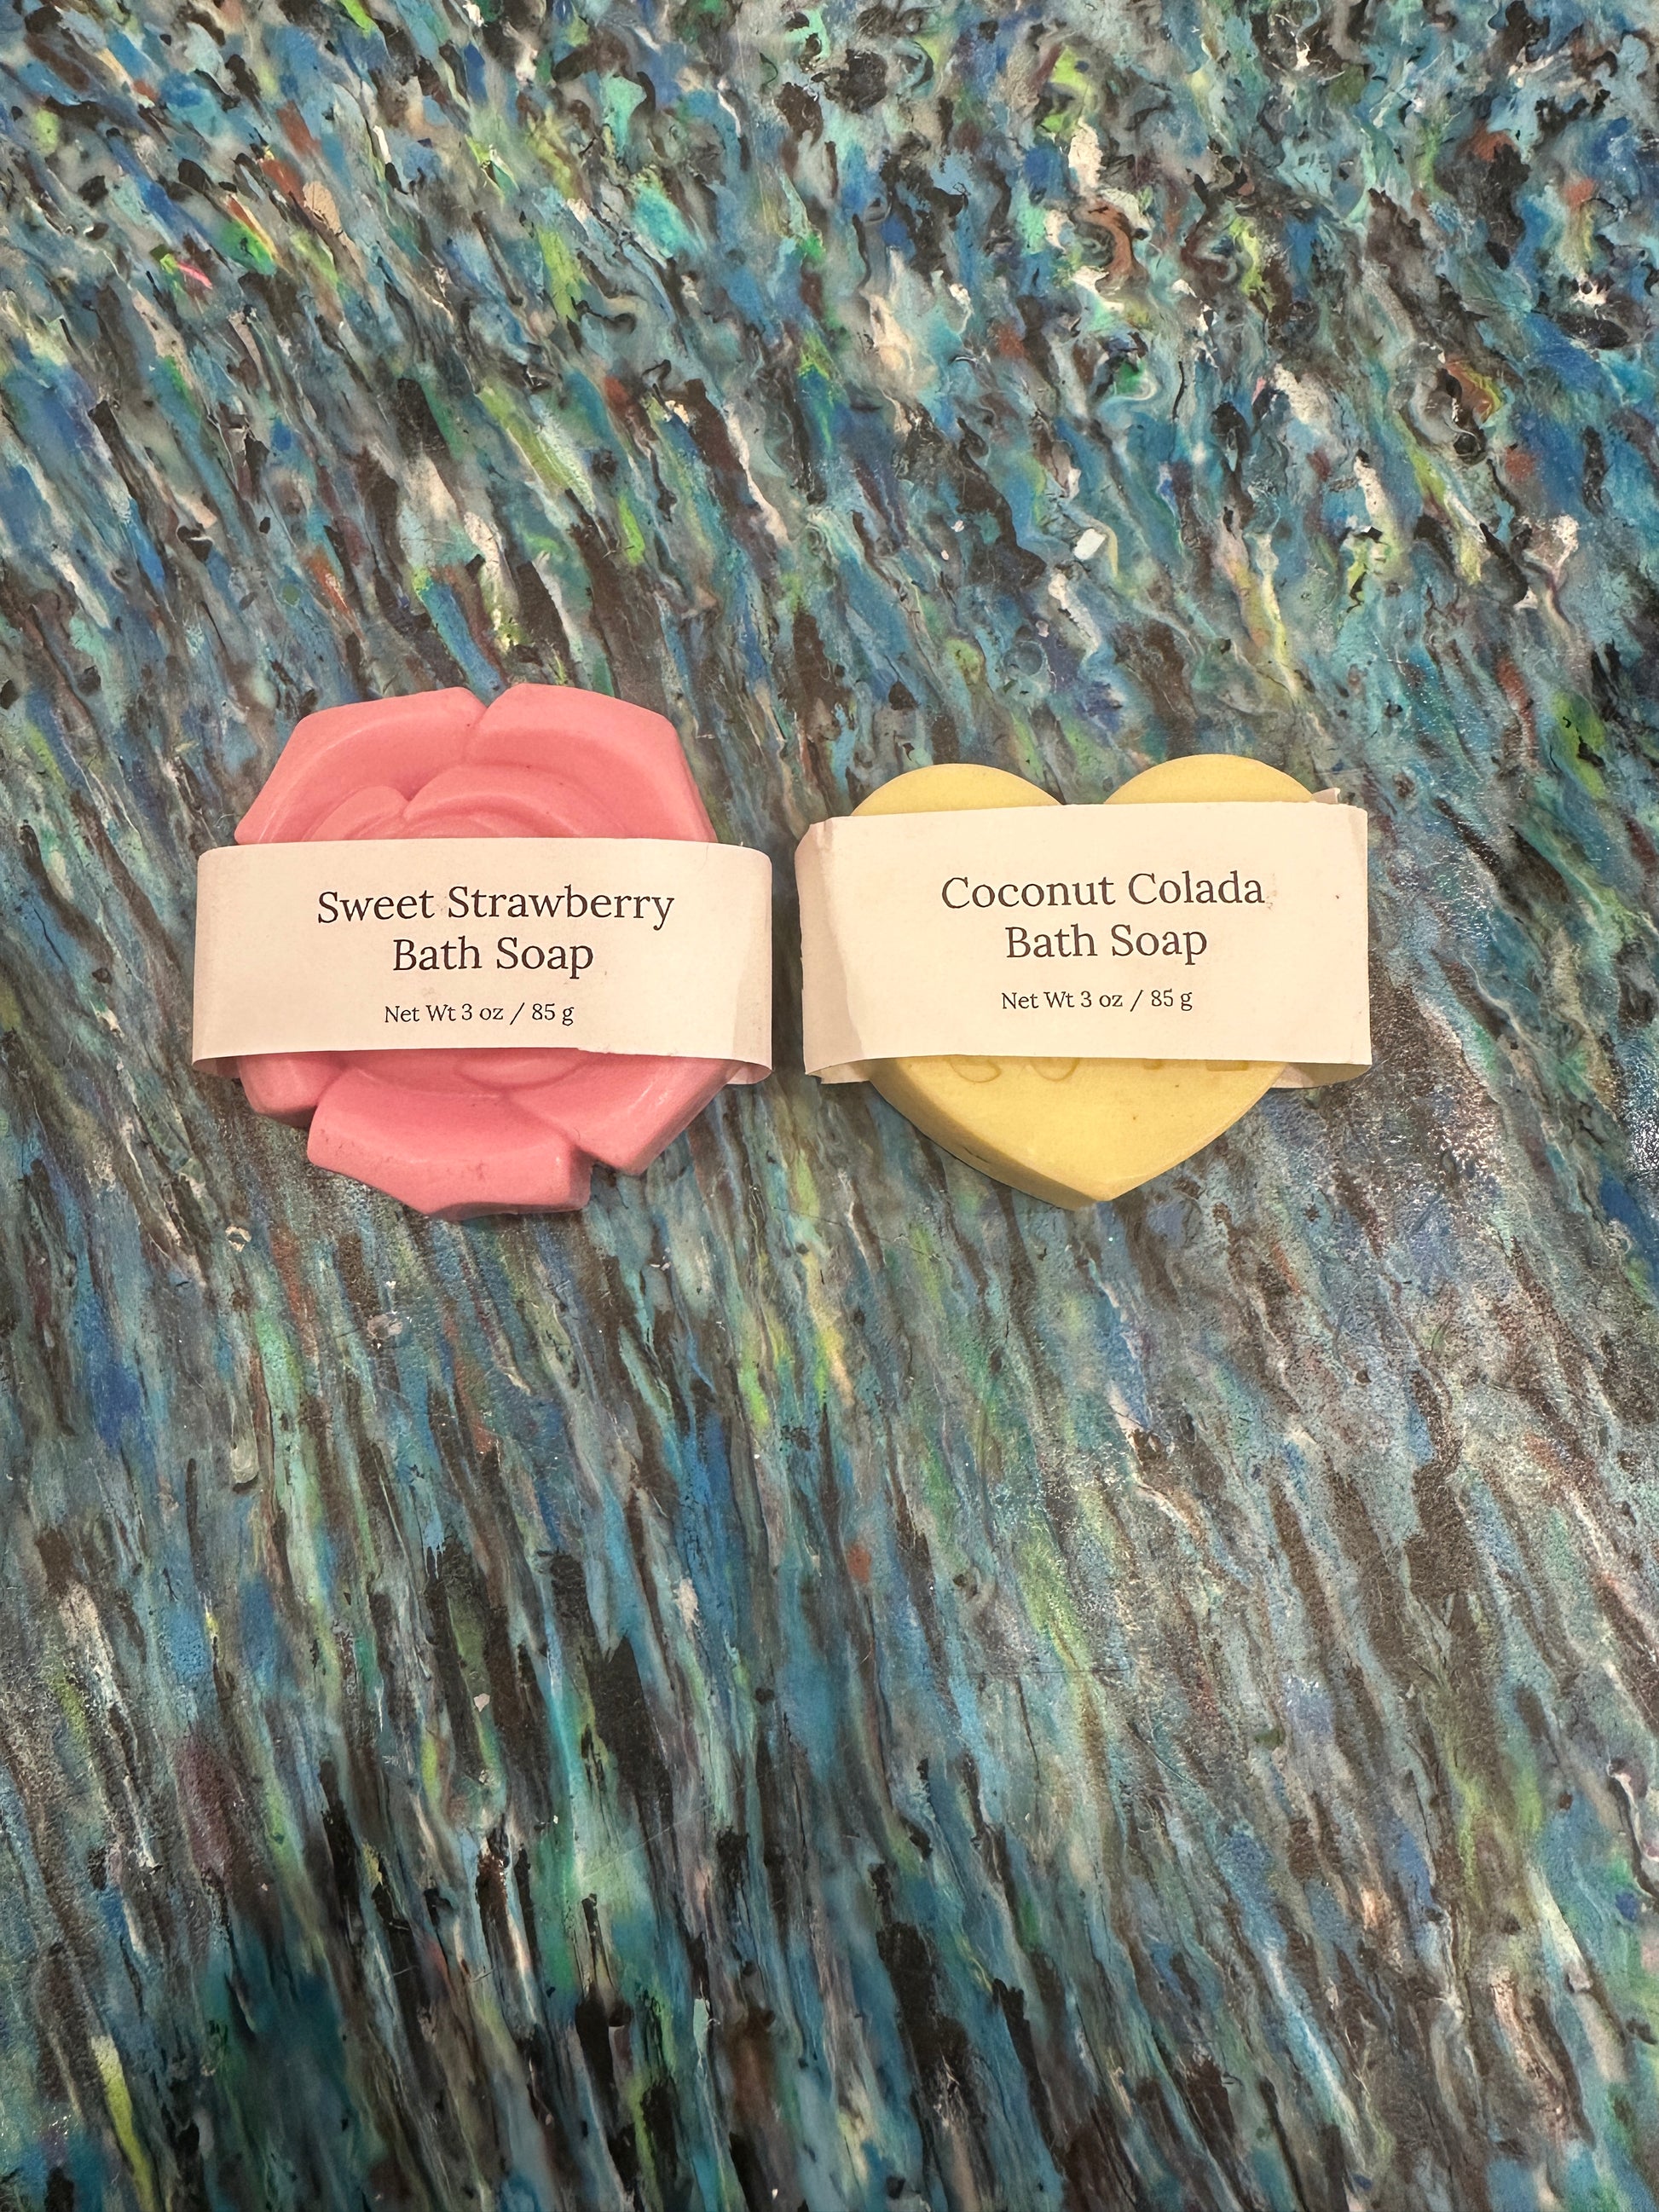 Sweet Strawberry
Bath Soap
Net Wt 3 oz / 85 g
Coconut Colada
Bath Soap
Net Wt 3 oz / 85 g